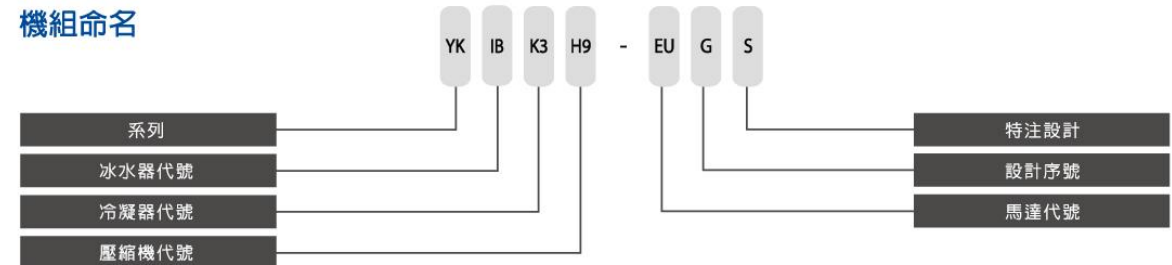 機組命名
YK IB K3 H9 - EU G S
系列
冰水器代號
冷凝器代號
壓縮機代號
特注設計
設計序號
馬達代號